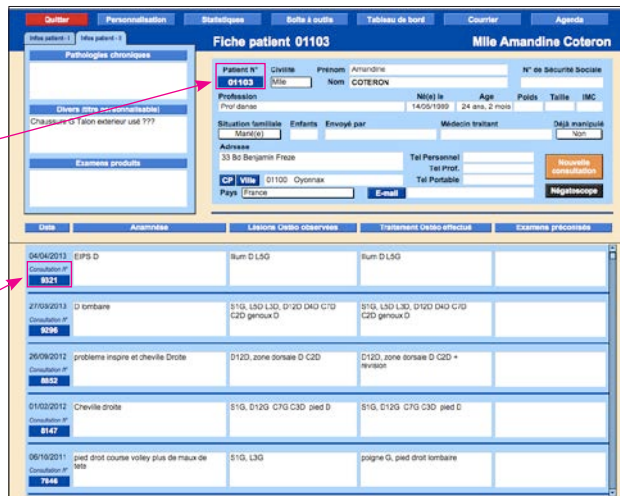 Quitter Personnalisation Statistiques Boîte à outils Tableau de bord Courrier Agenda
Infos patient - I Infos patient - II
Fiche patient 01103 Mlle Amandine Coteron
Pathologies chroniques
Divers (titre personnalisable)
Chaussure G Talon exterieur usé ???
Examens produits
Patient N° Civilité Prenom Amandine N° de Sécurité Sociale
01103 Mlle Nom COTERON
Profession Né(e) le Age Poids Taille IMC
Prof danse 14/05/1989 24 ans, 2 mois
Situation familiale Enfants Envoyé par Médecin traitant Déjà manipulé
Marié(e) Non
Adresse
33 Bd Benjamin Freze Tel Personnel
Tel Prof.
Nouvelle consultation
CP Ville 01100 Oyonnax Tel Portable
Pays France E-mail Négatoscope
Date Anamnèse Lésions Ostéo observées Traitement Ostéo effectué Examens préconisés
04/04/2013 EIPS D Ilium D L5G Ilium D L5G
Consultation N°
9321
27/03/2013 D lombaire S1G, L5D L3D, D12D D4D C7D S1G, L5D L3D, D12D D4D C7D
Consultation N° C2D genoux D C2D genoux D
9296
26/09/2012 probleme inspire et cheville Droite D12D, zone dorsale D C2D D12D, zone dorsale D C2D +
Consultation N° revision
8852
01/02/2012 Cheville droite S1G, D12G C7G C3D pied D S1G, D12G C7G C3D pied D
Consultation N°
8147
06/10/2011 pied droit course volley plus de maux de S1G, L3G poigne G, pied droit lombaire
Consultation N° tete
7646